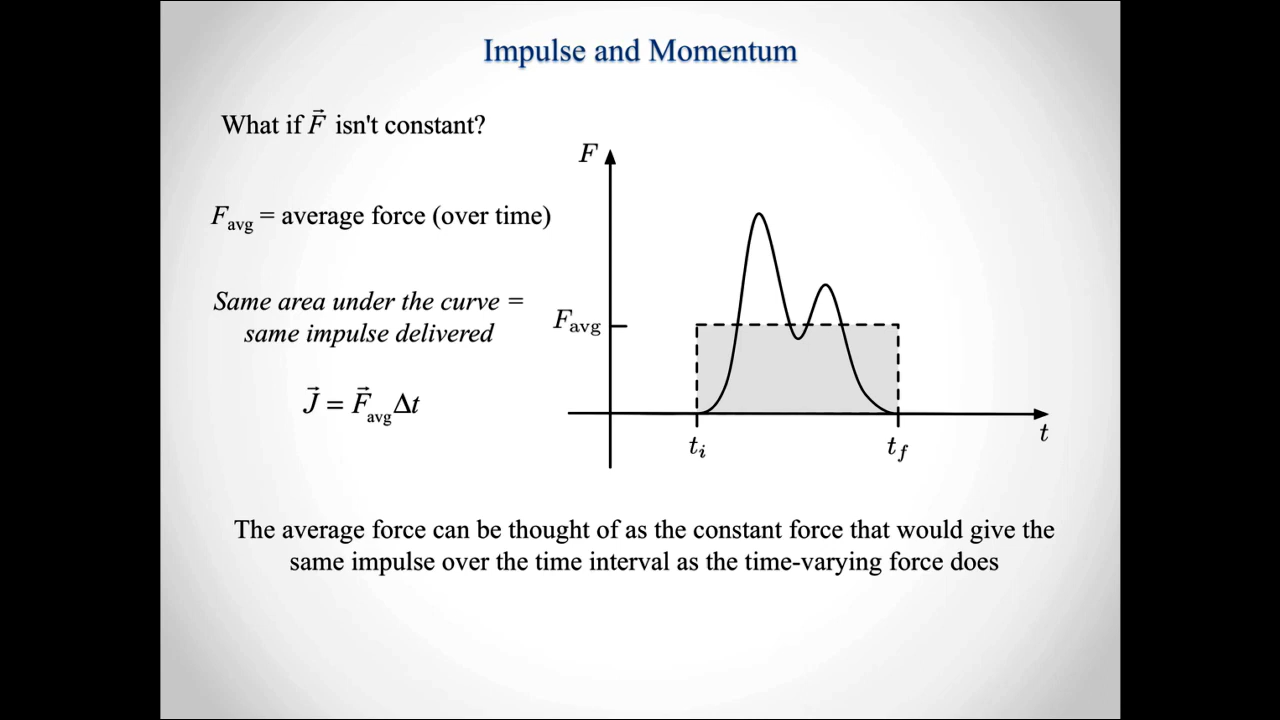 Impulse and Momentum
What if F⃗ isn't constant?
F
F_avg = average force (over time)
Same area under the curve =
same impulse delivered
F_avg
J⃗ = F⃗_avg Δt
t_i
t_f
t
The average force can be thought of as the constant force that would give the
same impulse over the time interval as the time-varying force does